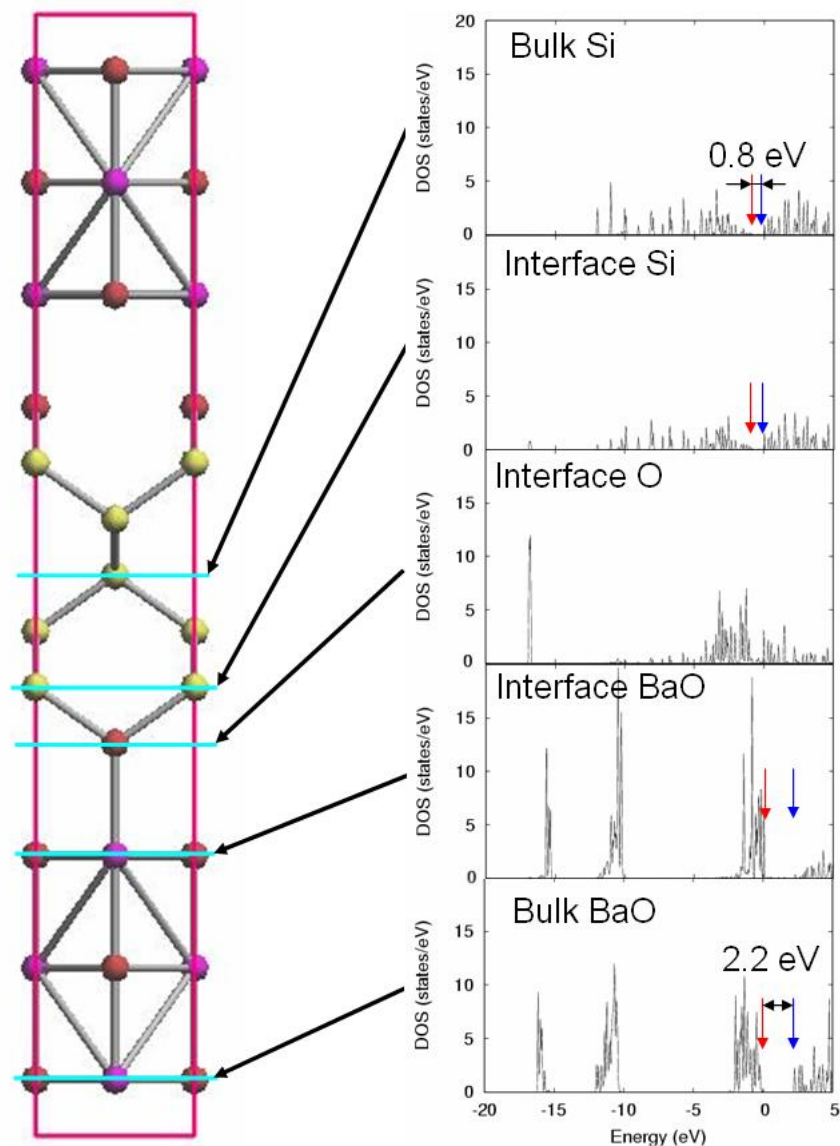 Bulk Si
0.8 eV
DOS (states/eV)
20
15
10
5
0
Interface Si
DOS (states/eV)
15
10
5
0
Interface O
DOS (states/eV)
15
10
5
0
Interface BaO
DOS (states/eV)
15
10
5
0
Bulk BaO
2.2 eV
DOS (states/eV)
15
10
5
0
-20 -15 -10 -5 0 5
Energy (eV)